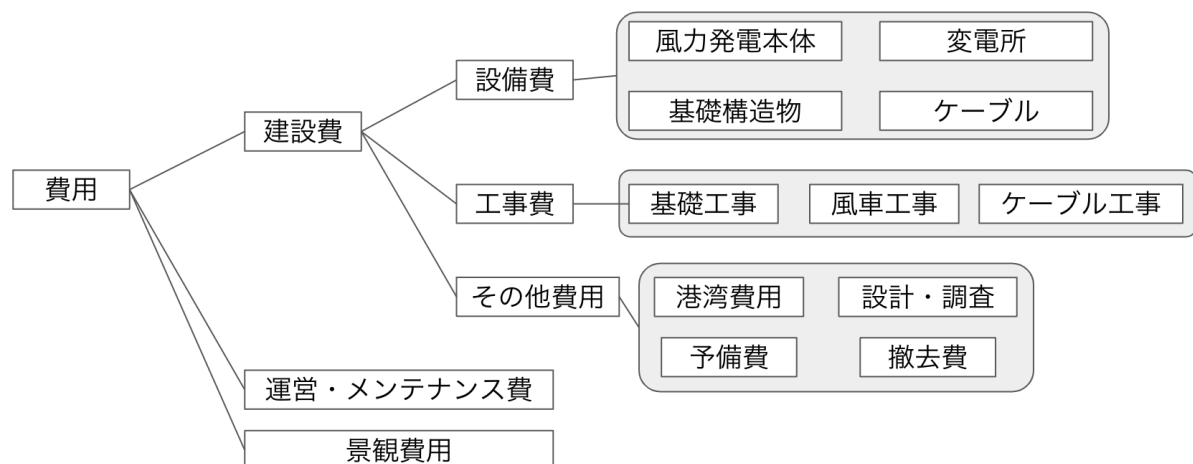 風力発電本体
変電所
設備費
基礎構造物
ケーブル
建設費
費用
工事費
基礎工事
風車工事
ケーブル工事
その他費用
港湾費用
設計・調査
予備費
撤去費
運営・メンテナンス費
景観費用